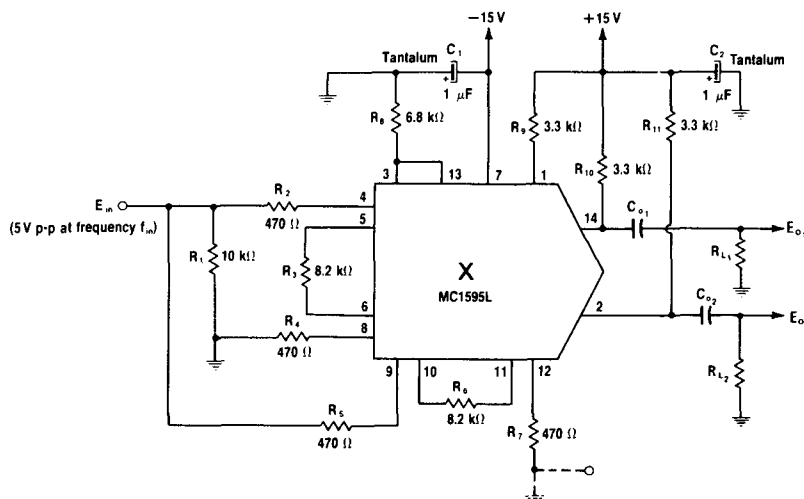 −15 V
+15 V
Tantalum
C1
+
1 µF
C2
Tantalum
+
1 µF
R8
6.8 kΩ
R9
3.3 kΩ
R10
3.3 kΩ
R11
3.3 kΩ
3
13
7
1
Ein
(5 V p-p at frequency fin)
R2
470 Ω
4
5
R1
10 kΩ
R3
8.2 kΩ
6
R4
470 Ω
8
X
MC1595L
14
Co1
Eo
RL1
2
Co2
Eo
RL2
9
10
11
12
R6
8.2 kΩ
R5
470 Ω
R7
470 Ω